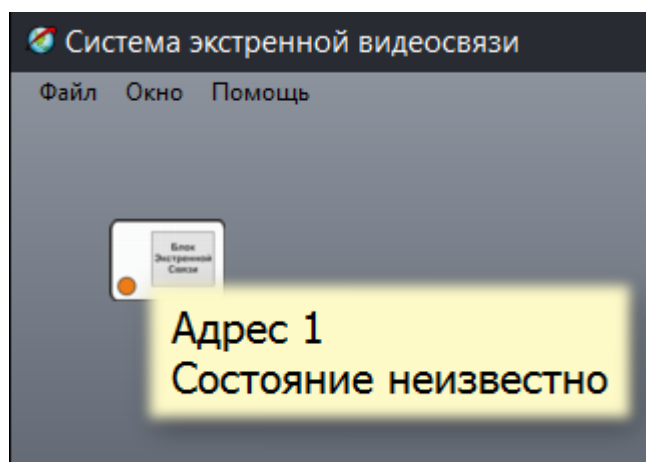 Система экстренной видеосвязи
Файл Окно Помощь
Блок
Экстренной
Связи
Адрес 1
Состояние неизвестно